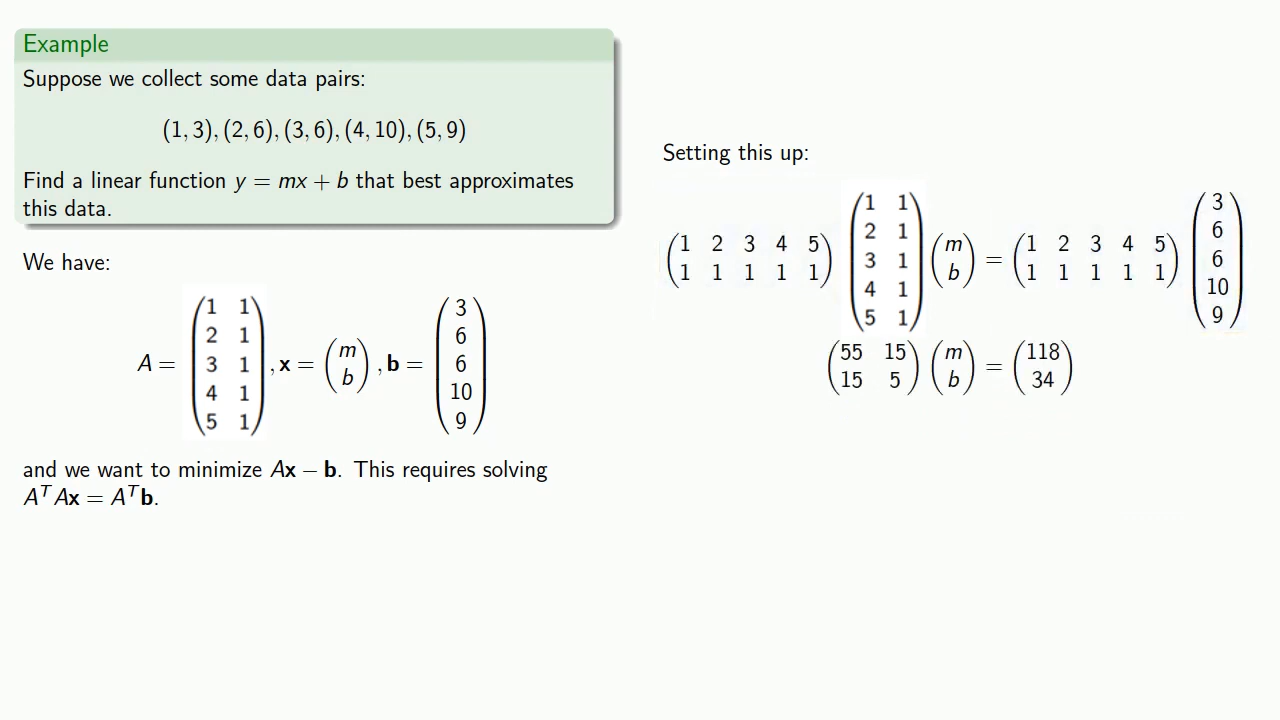 Example
Suppose we collect some data pairs:
(1, 3), (2, 6), (3, 6), (4, 10), (5, 9)
Find a linear function y = mx + b that best approximates
this data.
We have:
A = (1 1
2 1
3 1
4 1
5 1), x = (m
b), b = (3
6
6
10
9)
and we want to minimize Ax − b. This requires solving
AᵀAx = Aᵀb.
Setting this up:
(1 2 3 4 5
1 1 1 1 1) (1 1
2 1
3 1
4 1
5 1) (m
b) = (1 2 3 4 5
1 1 1 1 1) (3
6
6
10
9)
(55 15
15 5) (m
b) = (118
34)